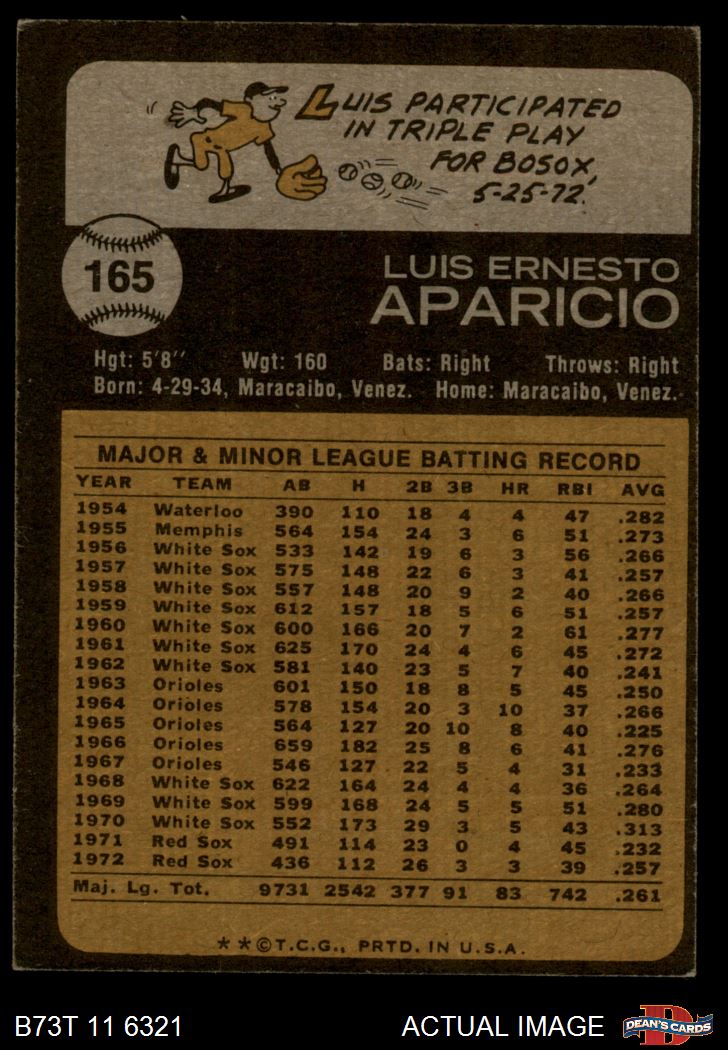 LUIS PARTICIPATED
IN TRIPLE PLAY
FOR BOSOX,
5-25-72.
165
LUIS ERNESTO
APARICIO
Hgt: 5'8" Wgt: 160 Bats: Right Throws: Right
Born: 4-29-34, Maracaibo, Venez. Home: Maracaibo, Venez.
MAJOR & MINOR LEAGUE BATTING RECORD
YEAR TEAM AB H 2B 3B HR RBI AVG
1954 Waterloo 390 110 18 4 4 47 .282
1955 Memphis 564 154 24 3 6 51 .273
1956 White Sox 533 142 19 6 3 56 .266
1957 White Sox 575 148 22 6 3 41 .257
1958 White Sox 557 148 20 9 2 40 .266
1959 White Sox 612 157 18 5 6 51 .257
1960 White Sox 600 166 20 7 2 61 .277
1961 White Sox 625 170 24 4 6 45 .272
1962 White Sox 581 140 23 5 7 40 .241
1963 Orioles 601 150 18 8 5 45 .250
1964 Orioles 578 154 20 3 10 37 .266
1965 Orioles 564 127 20 10 8 40 .225
1966 Orioles 659 182 25 8 6 41 .276
1967 Orioles 546 127 22 5 4 31 .233
1968 White Sox 622 164 24 4 4 36 .264
1969 White Sox 599 168 24 5 5 51 .280
1970 White Sox 552 173 29 3 5 43 .313
1971 Red Sox 491 114 23 0 4 45 .232
1972 Red Sox 436 112 26 3 3 39 .257
Maj. Lg. Tot. 9731 2542 377 91 83 742 .261
**©T.C.G., PRTD. IN U.S.A.
B73T 11 6321 ACTUAL IMAGE
D
DEAN'S CARDS